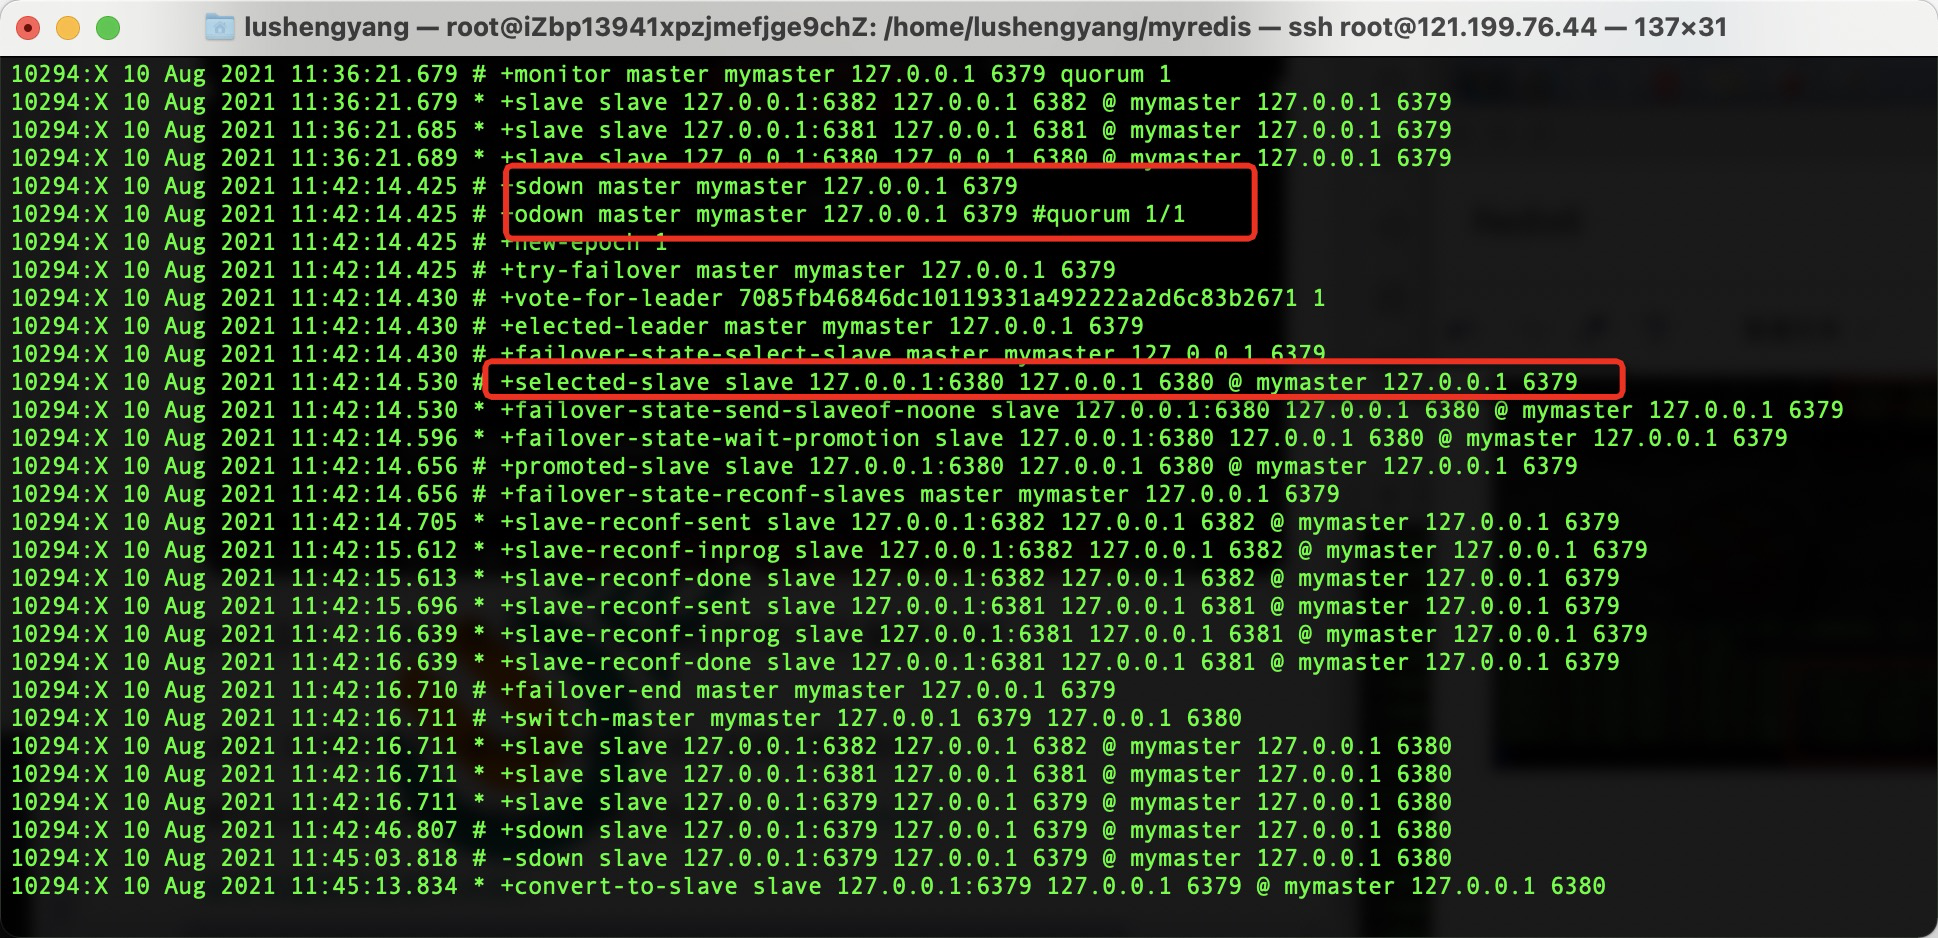 lushengyang — root@iZbp13941xpzjmefjge9chZ: /home/lushengyang/myredis — ssh root@121.199.76.44 — 137×31
10294:X 10 Aug 2021 11:36:21.679 # +monitor master mymaster 127.0.0.1 6379 quorum 1
10294:X 10 Aug 2021 11:36:21.679 * +slave slave 127.0.0.1:6382 127.0.0.1 6382 @ mymaster 127.0.0.1 6379
10294:X 10 Aug 2021 11:36:21.685 * +slave slave 127.0.0.1:6381 127.0.0.1 6381 @ mymaster 127.0.0.1 6379
10294:X 10 Aug 2021 11:36:21.689 * +slave slave 127.0.0.1:6380 127.0.0.1 6380 @ mymaster 127.0.0.1 6379
10294:X 10 Aug 2021 11:42:14.425 # +sdown master mymaster 127.0.0.1 6379
10294:X 10 Aug 2021 11:42:14.425 # +odown master mymaster 127.0.0.1 6379 #quorum 1/1
10294:X 10 Aug 2021 11:42:14.425 # +new-epoch 1
10294:X 10 Aug 2021 11:42:14.425 # +try-failover master mymaster 127.0.0.1 6379
10294:X 10 Aug 2021 11:42:14.430 # +vote-for-leader 7085fb46846dc10119331a492222a2d6c83b2671 1
10294:X 10 Aug 2021 11:42:14.430 # +elected-leader master mymaster 127.0.0.1 6379
10294:X 10 Aug 2021 11:42:14.430 # +failover-state-select-slave master mymaster 127.0.0.1 6379
10294:X 10 Aug 2021 11:42:14.530 # +selected-slave slave 127.0.0.1:6380 127.0.0.1 6380 @ mymaster 127.0.0.1 6379
10294:X 10 Aug 2021 11:42:14.530 * +failover-state-send-slaveof-noone slave 127.0.0.1:6380 127.0.0.1 6380 @ mymaster 127.0.0.1 6379
10294:X 10 Aug 2021 11:42:14.596 * +failover-state-wait-promotion slave 127.0.0.1:6380 127.0.0.1 6380 @ mymaster 127.0.0.1 6379
10294:X 10 Aug 2021 11:42:14.656 # +promoted-slave slave 127.0.0.1:6380 127.0.0.1 6380 @ mymaster 127.0.0.1 6379
10294:X 10 Aug 2021 11:42:14.656 # +failover-state-reconf-slaves master mymaster 127.0.0.1 6379
10294:X 10 Aug 2021 11:42:14.705 * +slave-reconf-sent slave 127.0.0.1:6382 127.0.0.1 6382 @ mymaster 127.0.0.1 6379
10294:X 10 Aug 2021 11:42:15.612 * +slave-reconf-inprog slave 127.0.0.1:6382 127.0.0.1 6382 @ mymaster 127.0.0.1 6379
10294:X 10 Aug 2021 11:42:15.613 * +slave-reconf-done slave 127.0.0.1:6382 127.0.0.1 6382 @ mymaster 127.0.0.1 6379
10294:X 10 Aug 2021 11:42:15.696 * +slave-reconf-sent slave 127.0.0.1:6381 127.0.0.1 6381 @ mymaster 127.0.0.1 6379
10294:X 10 Aug 2021 11:42:16.639 * +slave-reconf-inprog slave 127.0.0.1:6381 127.0.0.1 6381 @ mymaster 127.0.0.1 6379
10294:X 10 Aug 2021 11:42:16.639 * +slave-reconf-done slave 127.0.0.1:6381 127.0.0.1 6381 @ mymaster 127.0.0.1 6379
10294:X 10 Aug 2021 11:42:16.710 # +failover-end master mymaster 127.0.0.1 6379
10294:X 10 Aug 2021 11:42:16.711 # +switch-master mymaster 127.0.0.1 6379 127.0.0.1 6380
10294:X 10 Aug 2021 11:42:16.711 * +slave slave 127.0.0.1:6382 127.0.0.1 6382 @ mymaster 127.0.0.1 6380
10294:X 10 Aug 2021 11:42:16.711 * +slave slave 127.0.0.1:6381 127.0.0.1 6381 @ mymaster 127.0.0.1 6380
10294:X 10 Aug 2021 11:42:16.711 * +slave slave 127.0.0.1:6379 127.0.0.1 6379 @ mymaster 127.0.0.1 6380
10294:X 10 Aug 2021 11:42:46.807 # +sdown slave 127.0.0.1:6379 127.0.0.1 6379 @ mymaster 127.0.0.1 6380
10294:X 10 Aug 2021 11:45:03.818 # -sdown slave 127.0.0.1:6379 127.0.0.1 6379 @ mymaster 127.0.0.1 6380
10294:X 10 Aug 2021 11:45:13.834 * +convert-to-slave slave 127.0.0.1:6379 127.0.0.1 6379 @ mymaster 127.0.0.1 6380